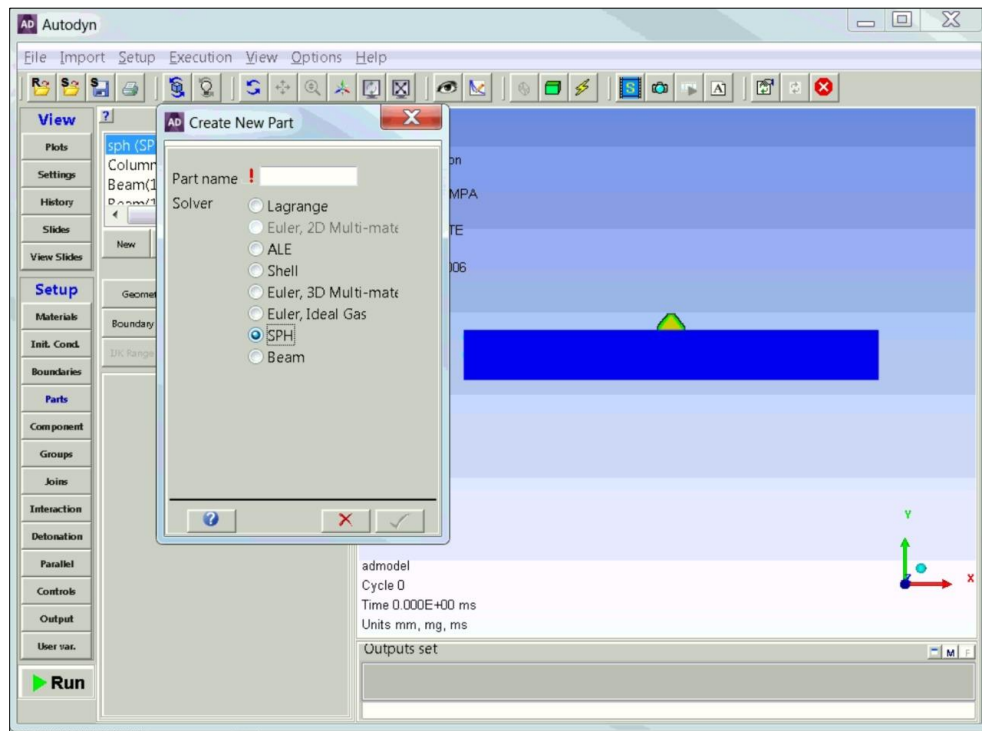 Autodyn
File Import Setup Execution View Options Help
View
Plots
Settings
History
Slides
View Slides
Setup
Materials
Init. Cond.
Boundaries
Parts
Component
Groups
Joins
Interaction
Detonation
Parallel
Controls
Output
User var.
Run
sph (SP
Column
Beam(1
Beam(1
New
Geomet
Boundary
I/K Range
Create New Part
Part name !
Solver
Lagrange
Euler, 2D Multi-mate
ALE
Shell
Euler, 3D Multi-mate
Euler, Ideal Gas
SPH
Beam
on
MPA
TE
006
Y
X
admodel
Cycle 0
Time 0.000E+00 ms
Units mm, mg, ms
Outputs set
M F